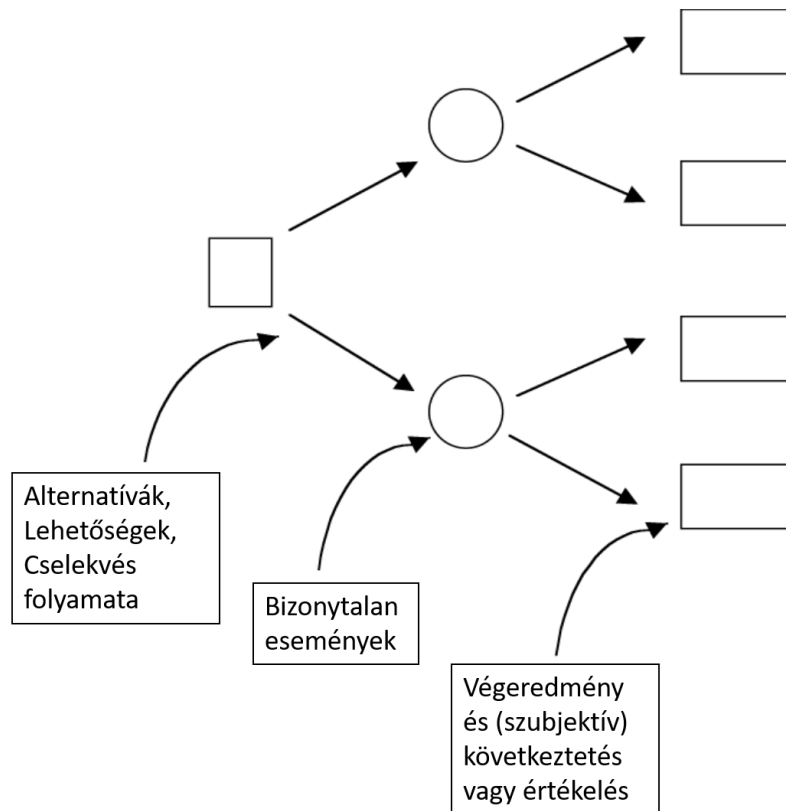 Alternatívák,
Lehetőségek,
Cselekvés
folyamata
Bizonytalan
események
Végeredmény
és (szubjektív)
következtetés
vagy értékelés